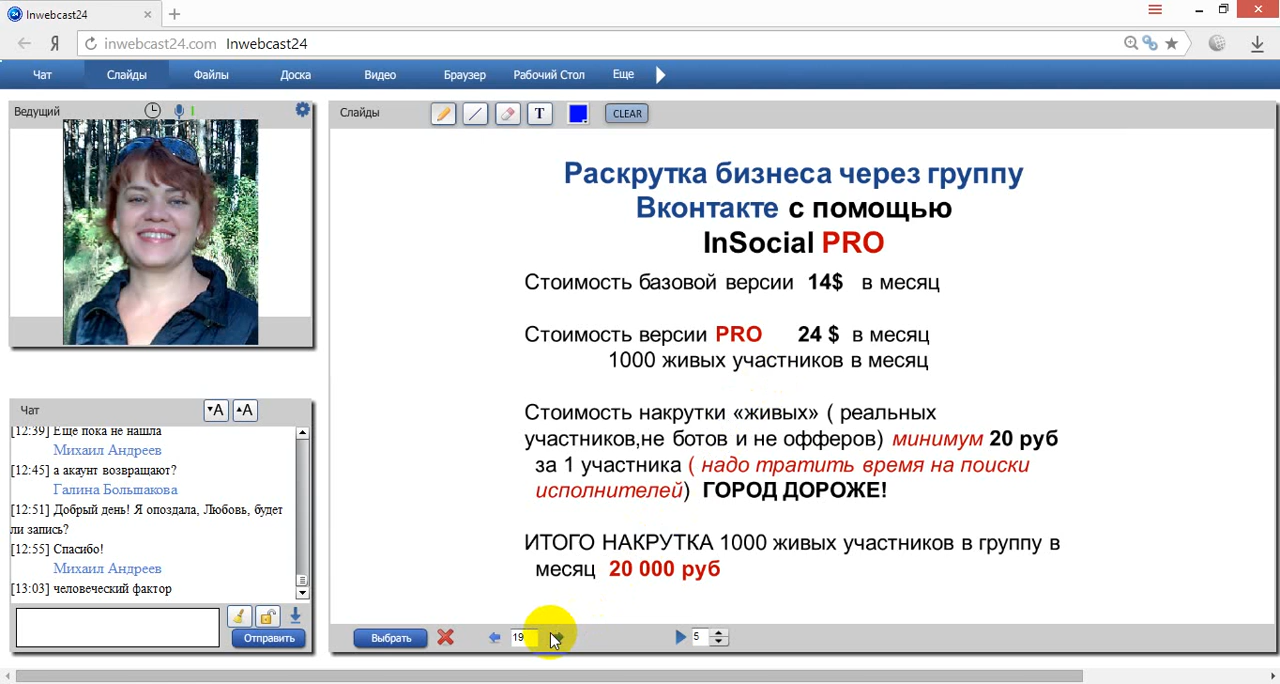 Inwebcast24
Я inwebcast24.com Inwebcast24
Чат Слайды Файлы Доска Видео Браузер Рабочий Стол Еще
Ведущий
Слайды T CLEAR
Раскрутка бизнеса через группу
Вконтакте с помощью
InSocial PRO
Стоимость базовой версии 14$ в месяц
Стоимость версии PRO 24 $ в месяц
1000 живых участников в месяц
Стоимость накрутки «живых» ( реальных
участников,не ботов и не офферов) минимум 20 руб
за 1 участника ( надо тратить время на поиски
исполнителей) ГОРОД ДОРОЖЕ!
ИТОГО НАКРУТКА 1000 живых участников в группу в
месяц 20 000 руб
Чат ▾A ▴A
[12:39] Еще пока не нашла
Михаил Андреев
[12:45] а акаунт возвращают?
Галина Большакова
[12:51] Добрый день! Я опоздала, Любовь, будет
ли запись?
[12:55] Спасибо!
Михаил Андреев
[13:03] человеческий фактор
Отправить
Выбрать 19 5